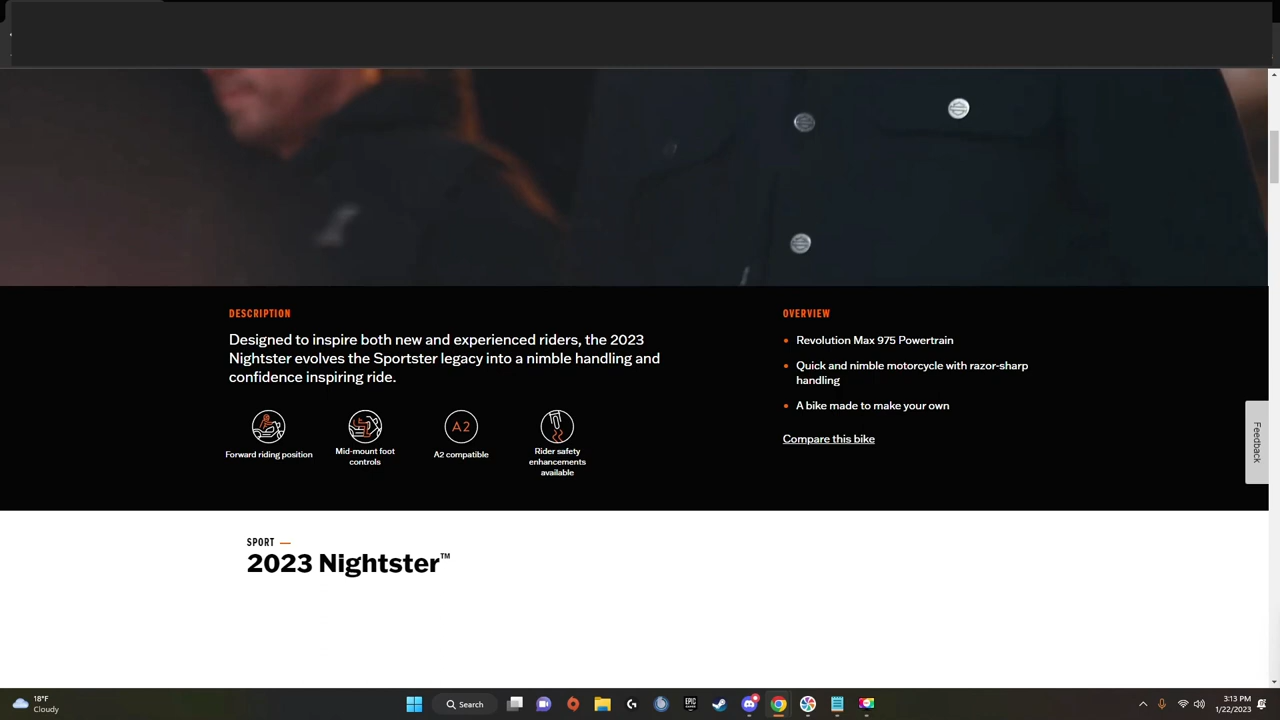 DESCRIPTION
Designed to inspire both new and experienced riders, the 2023
Nightster evolves the Sportster legacy into a nimble handling and
confidence inspiring ride.
A2
Forward riding position
Mid-mount foot
controls
A2 compatible
Rider safety
enhancements
available
OVERVIEW
• Revolution Max 975 Powertrain
• Quick and nimble motorcycle with razor-sharp
handling
• A bike made to make your own
Compare this bike
Feedback
SPORT —
2023 Nightster™
18°F
Cloudy
Search
EPIC
3:13 PM
1/22/2023